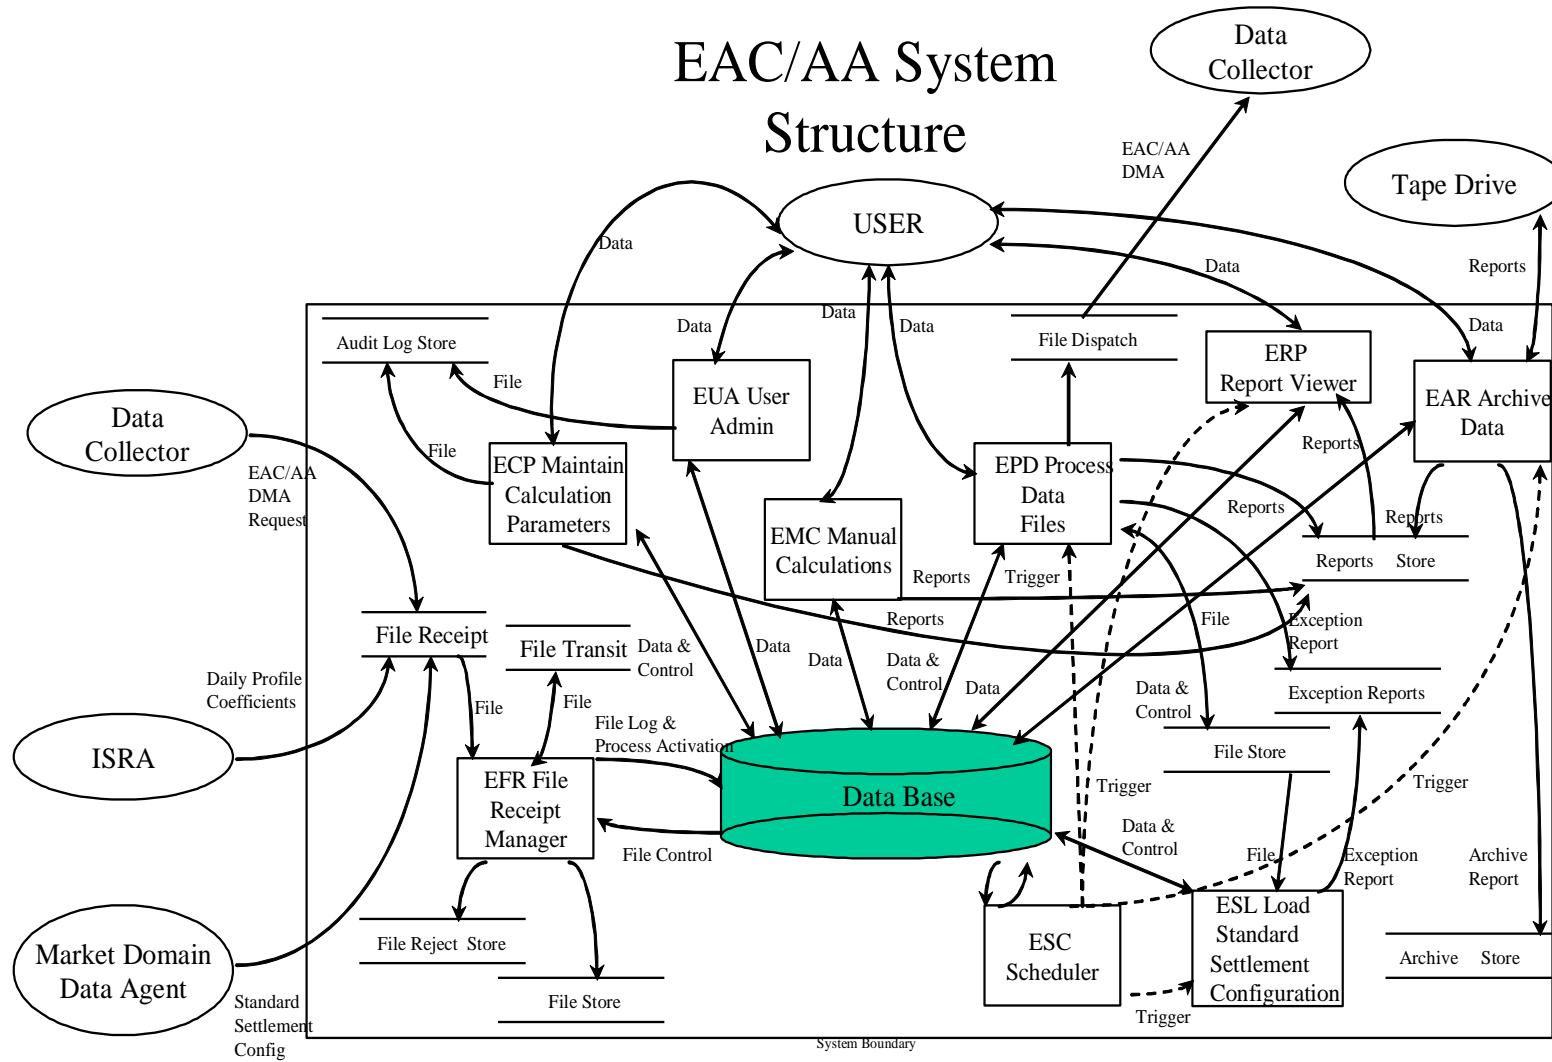 EAC/AA System
Structure
Data
Collector
EAC/AA
DMA
Tape Drive
USER
Data
Data
Reports
Data
Data
Data
Data
Data
Audit Log Store
File Dispatch
ERP
Report Viewer
File
EUA User
Admin
EAR Archive
Data
Data
Collector
File
ECP Maintain
Calculation
Parameters
EPD Process
Data
Files
Reports
EAC/AA
DMA
Request
EMC Manual
Calculations
Reports
Reports
Reports Store
Reports
Trigger
Reports
File
Exception
Report
File Receipt
File Transit
Data &
Control
Data
Data
Data &
Control
Data
Daily Profile
Coefficients
File
File
File Log &
Process Activation
Data &
Control
Exception Reports
File Store
ISRA
EFR File
Receipt
Manager
Data Base
Trigger
Trigger
File Control
Data &
Control
File
Exception
Report
Archive
Report
Market Domain
Data Agent
File Reject Store
File Store
ESC
Scheduler
ESL Load
Standard
Settlement
Configuration
Archive Store
Trigger
Standard
Settlement
Config
System Boundary